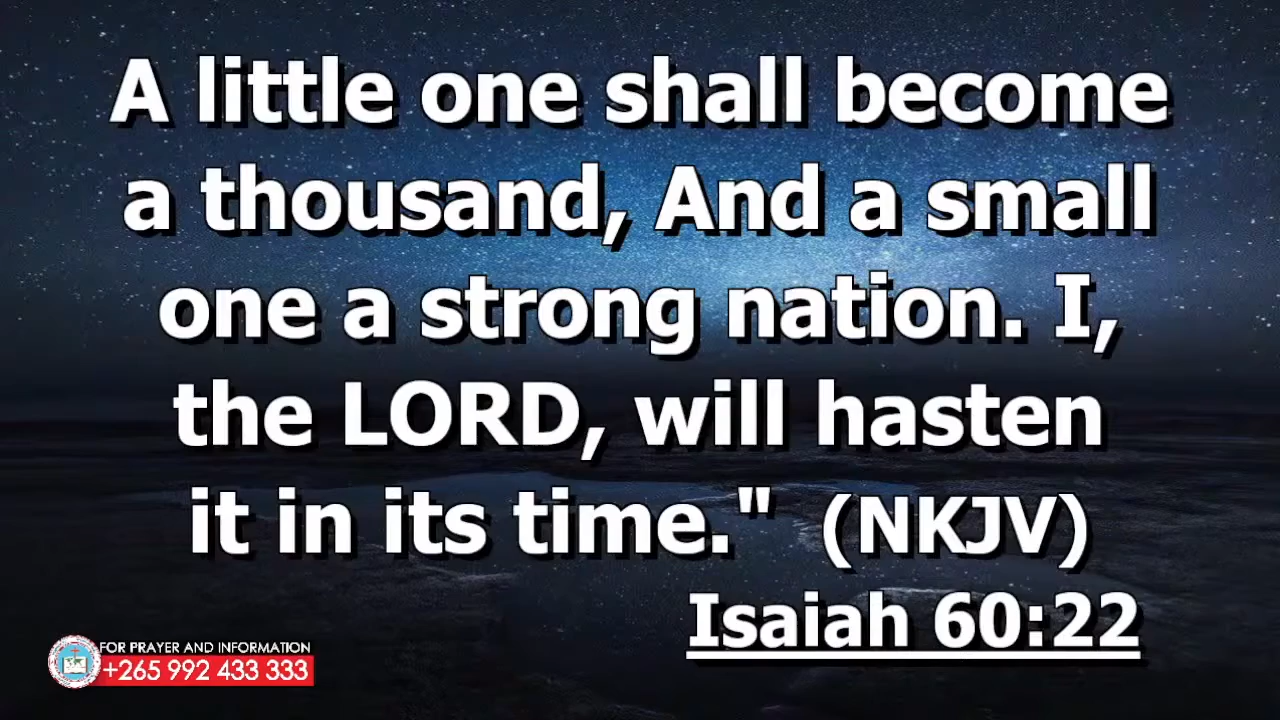 A little one shall become
a thousand, And a small
one a strong nation. I,
the LORD, will hasten
it in its time." (NKJV)
Isaiah 60:22
FOR PRAYER AND INFORMATION
+265 992 433 333